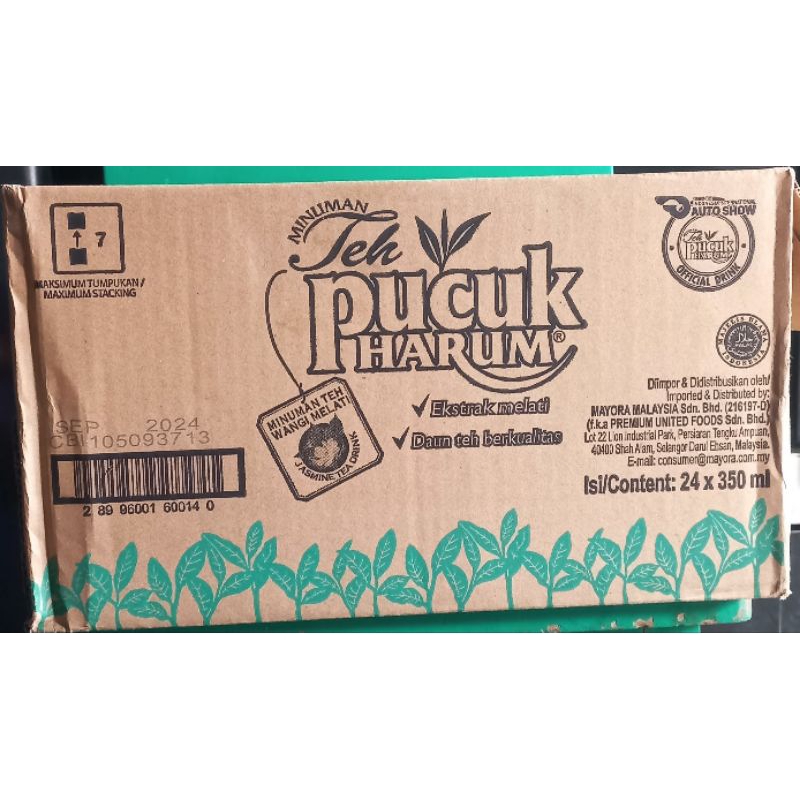 7
MAKSIMUM TUMPUKAN /
MAXIMUM STACKING
MINUMAN
Teh
pucuk
HARUM®
MINUMAN TEH
WANGI MELATI
JASMINE TEA DRINK
Ekstrak melati
Daun teh berkualitas
AUTO SHOW
Teh
pucuk
HARUM
OFFICIAL DRINK
MAJELIS ULAMA
INDONESIA
Diimpor & Didistribusikan oleh/
Imported & Distributed by:
MAYORA MALAYSIA Sdn. Bhd. (216197-D)
(f.k.a PREMIUM UNITED FOODS Sdn. Bhd.)
Lot 22 Lion Industrial Park, Persiaran Tengku Ampuan,
40400 Shah Alam, Selangor Darul Ehsan, Malaysia.
E-mail: consumer@mayora.com.my
Isi/Content: 24 x 350 ml
SEP 2024
CBI105093713
2 89 96001 60014 0